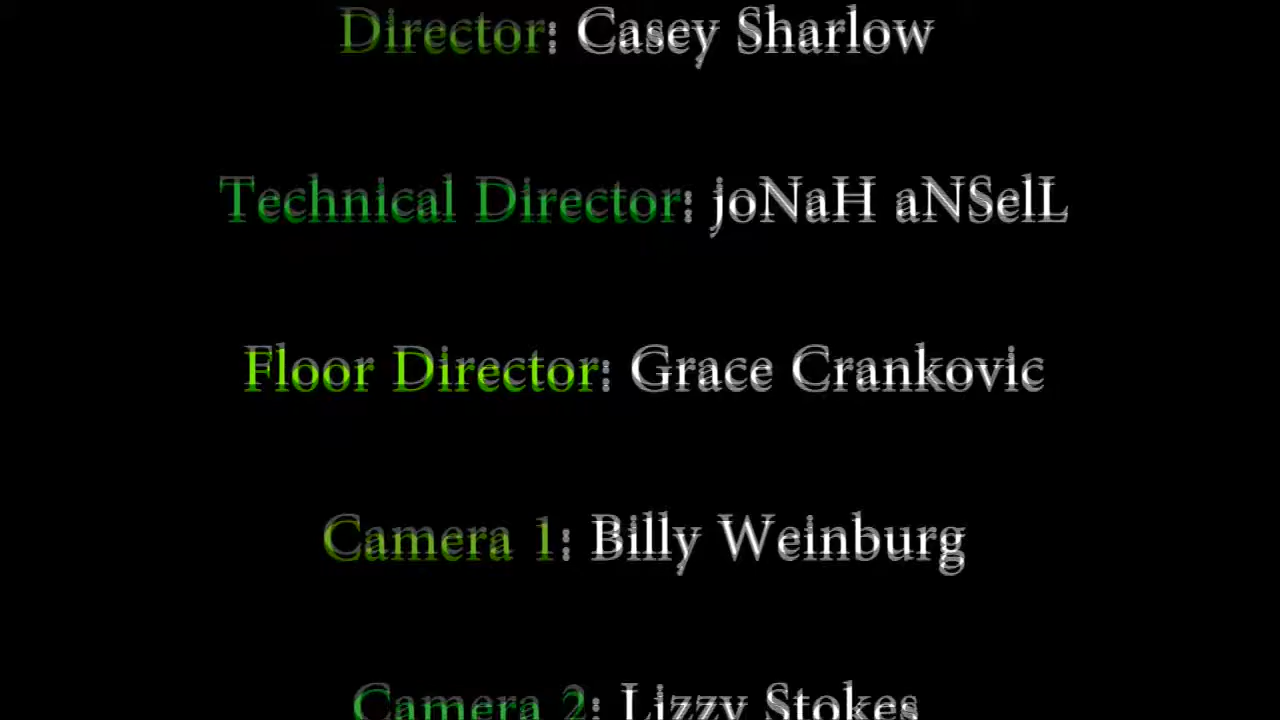 Director: Casey Sharlow
Technical Director: joNaH aNSelL
Floor Director: Grace Crankovic
Camera 1: Billy Weinburg
Camera 2: Lizzy Stokes